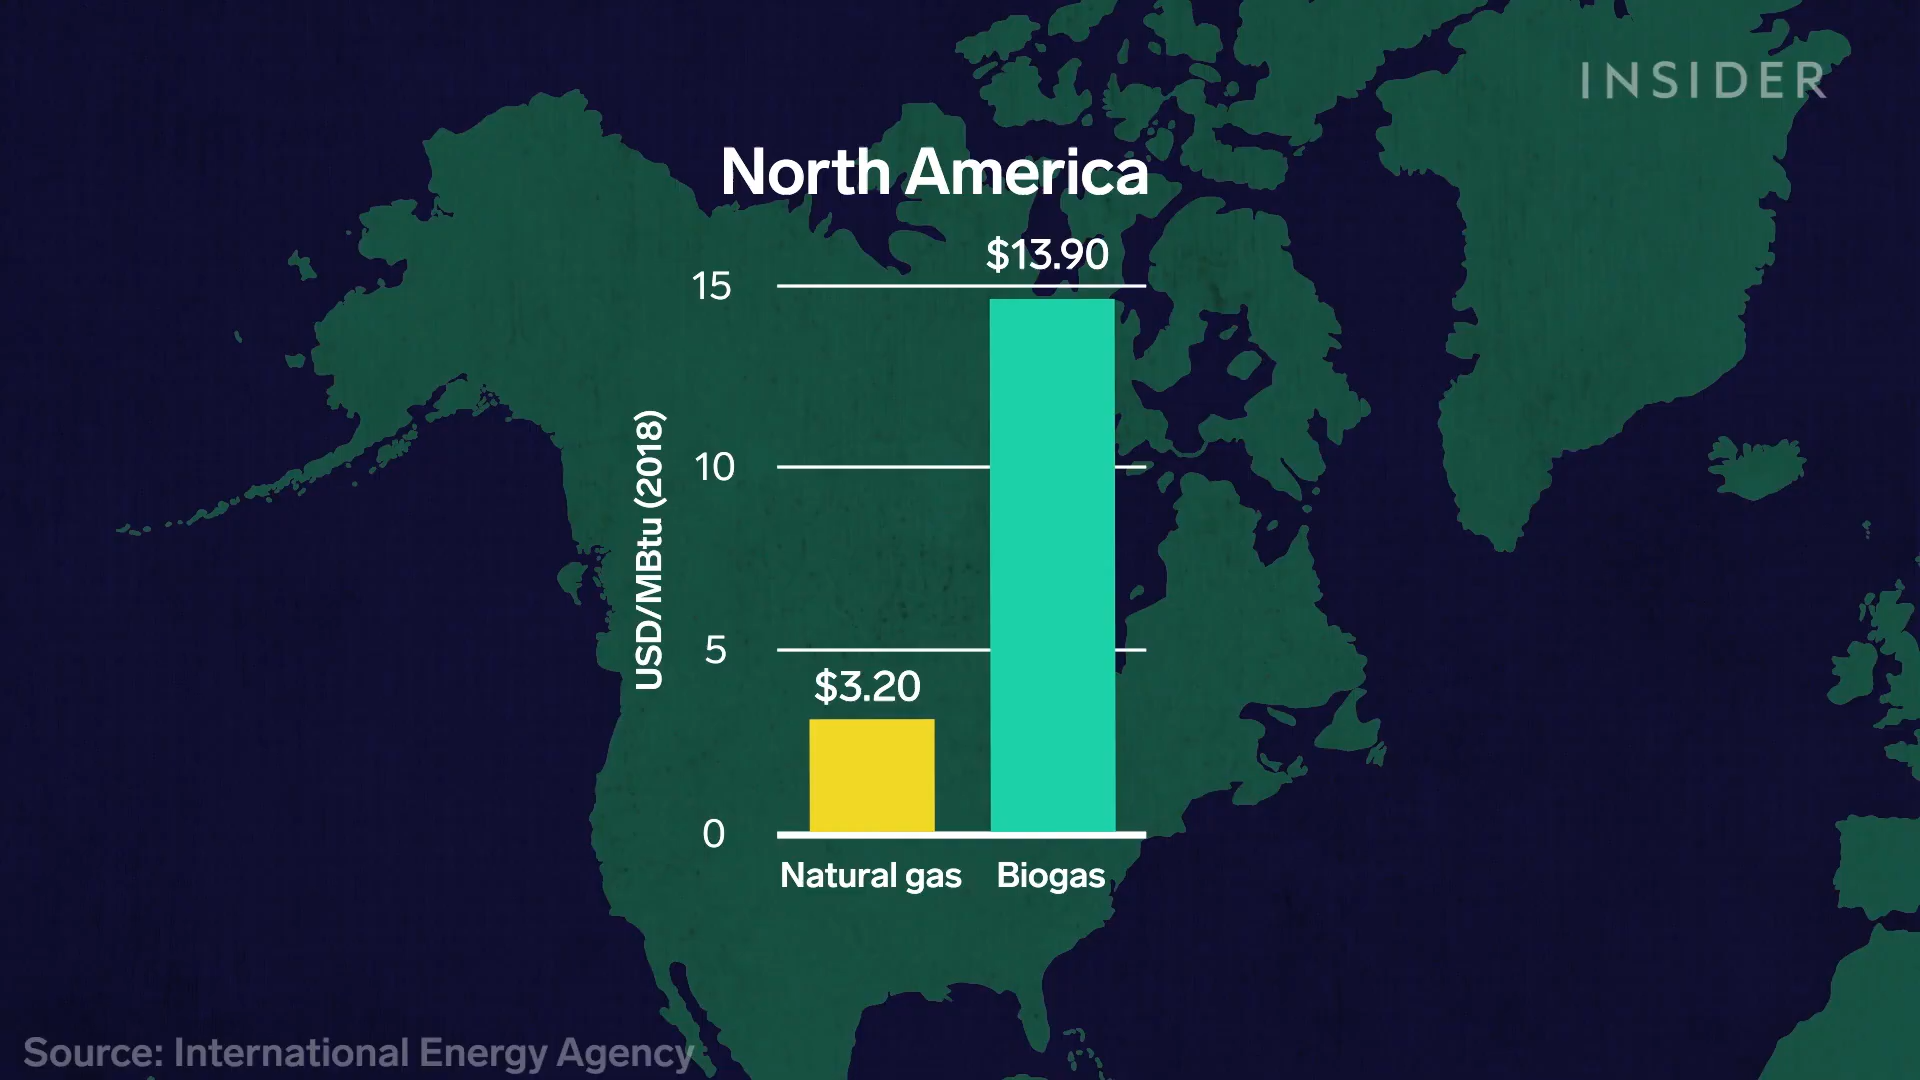 INSIDER
North America
$13.90
15
10
5
0
USD/MBtu (2018)
$3.20
Natural gas
Biogas
Source: International Energy Agency